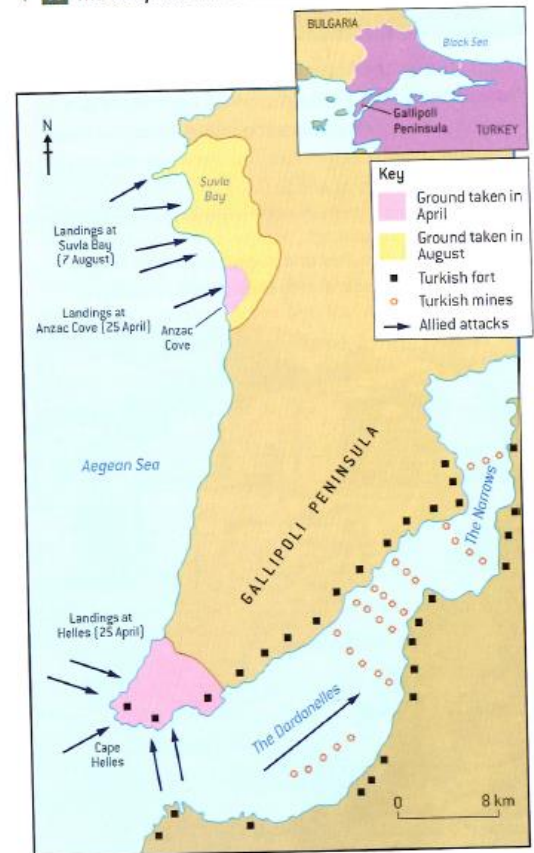 BULGARIA
Black Sea
Gallipoli
Peninsula
TURKEY
N
Key
Ground taken in
April
Ground taken in
August
Turkish fort
Turkish mines
Allied attacks
Suvla
Bay
Landings at
Suvla Bay
(7 August)
Landings at
Anzac Cove (25 April)
Anzac
Cove
Aegean Sea
GALLIPOLI PENINSULA
The Narrows
Landings at
Helles (25 April)
The Dardanelles
Cape
Helles
0 8 km